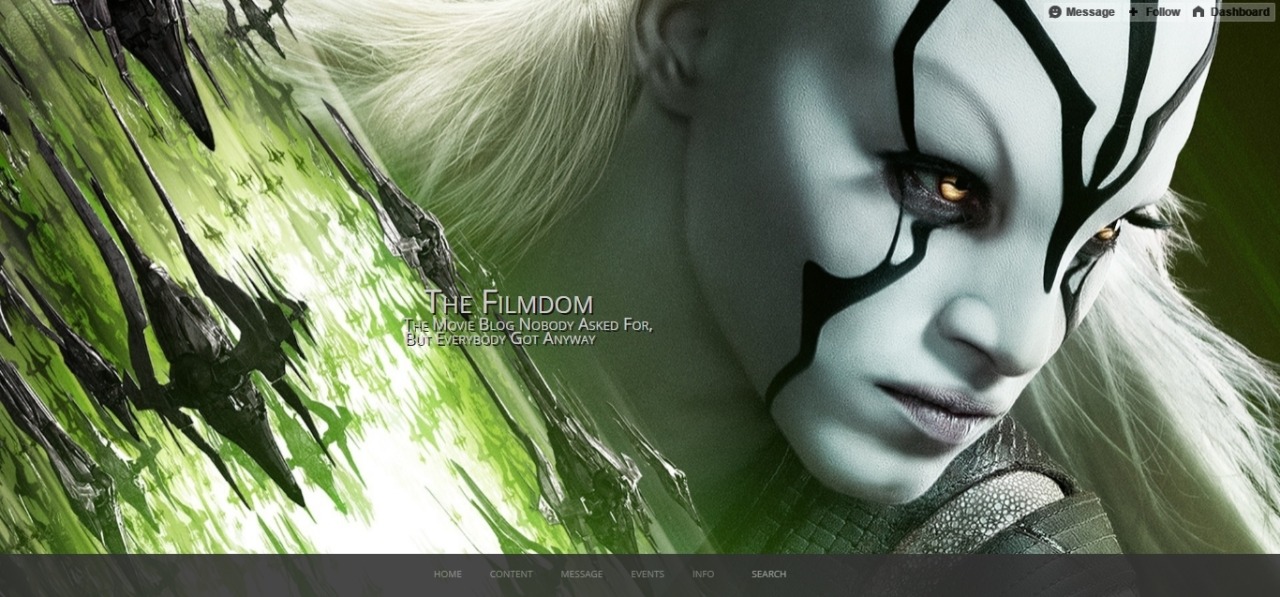 Message Follow Dashboard
The Filmdom
The Movie Blog Nobody Asked For,
But Everybody Got Anyway
HOME CONTENT MESSAGE EVENTS INFO SEARCH